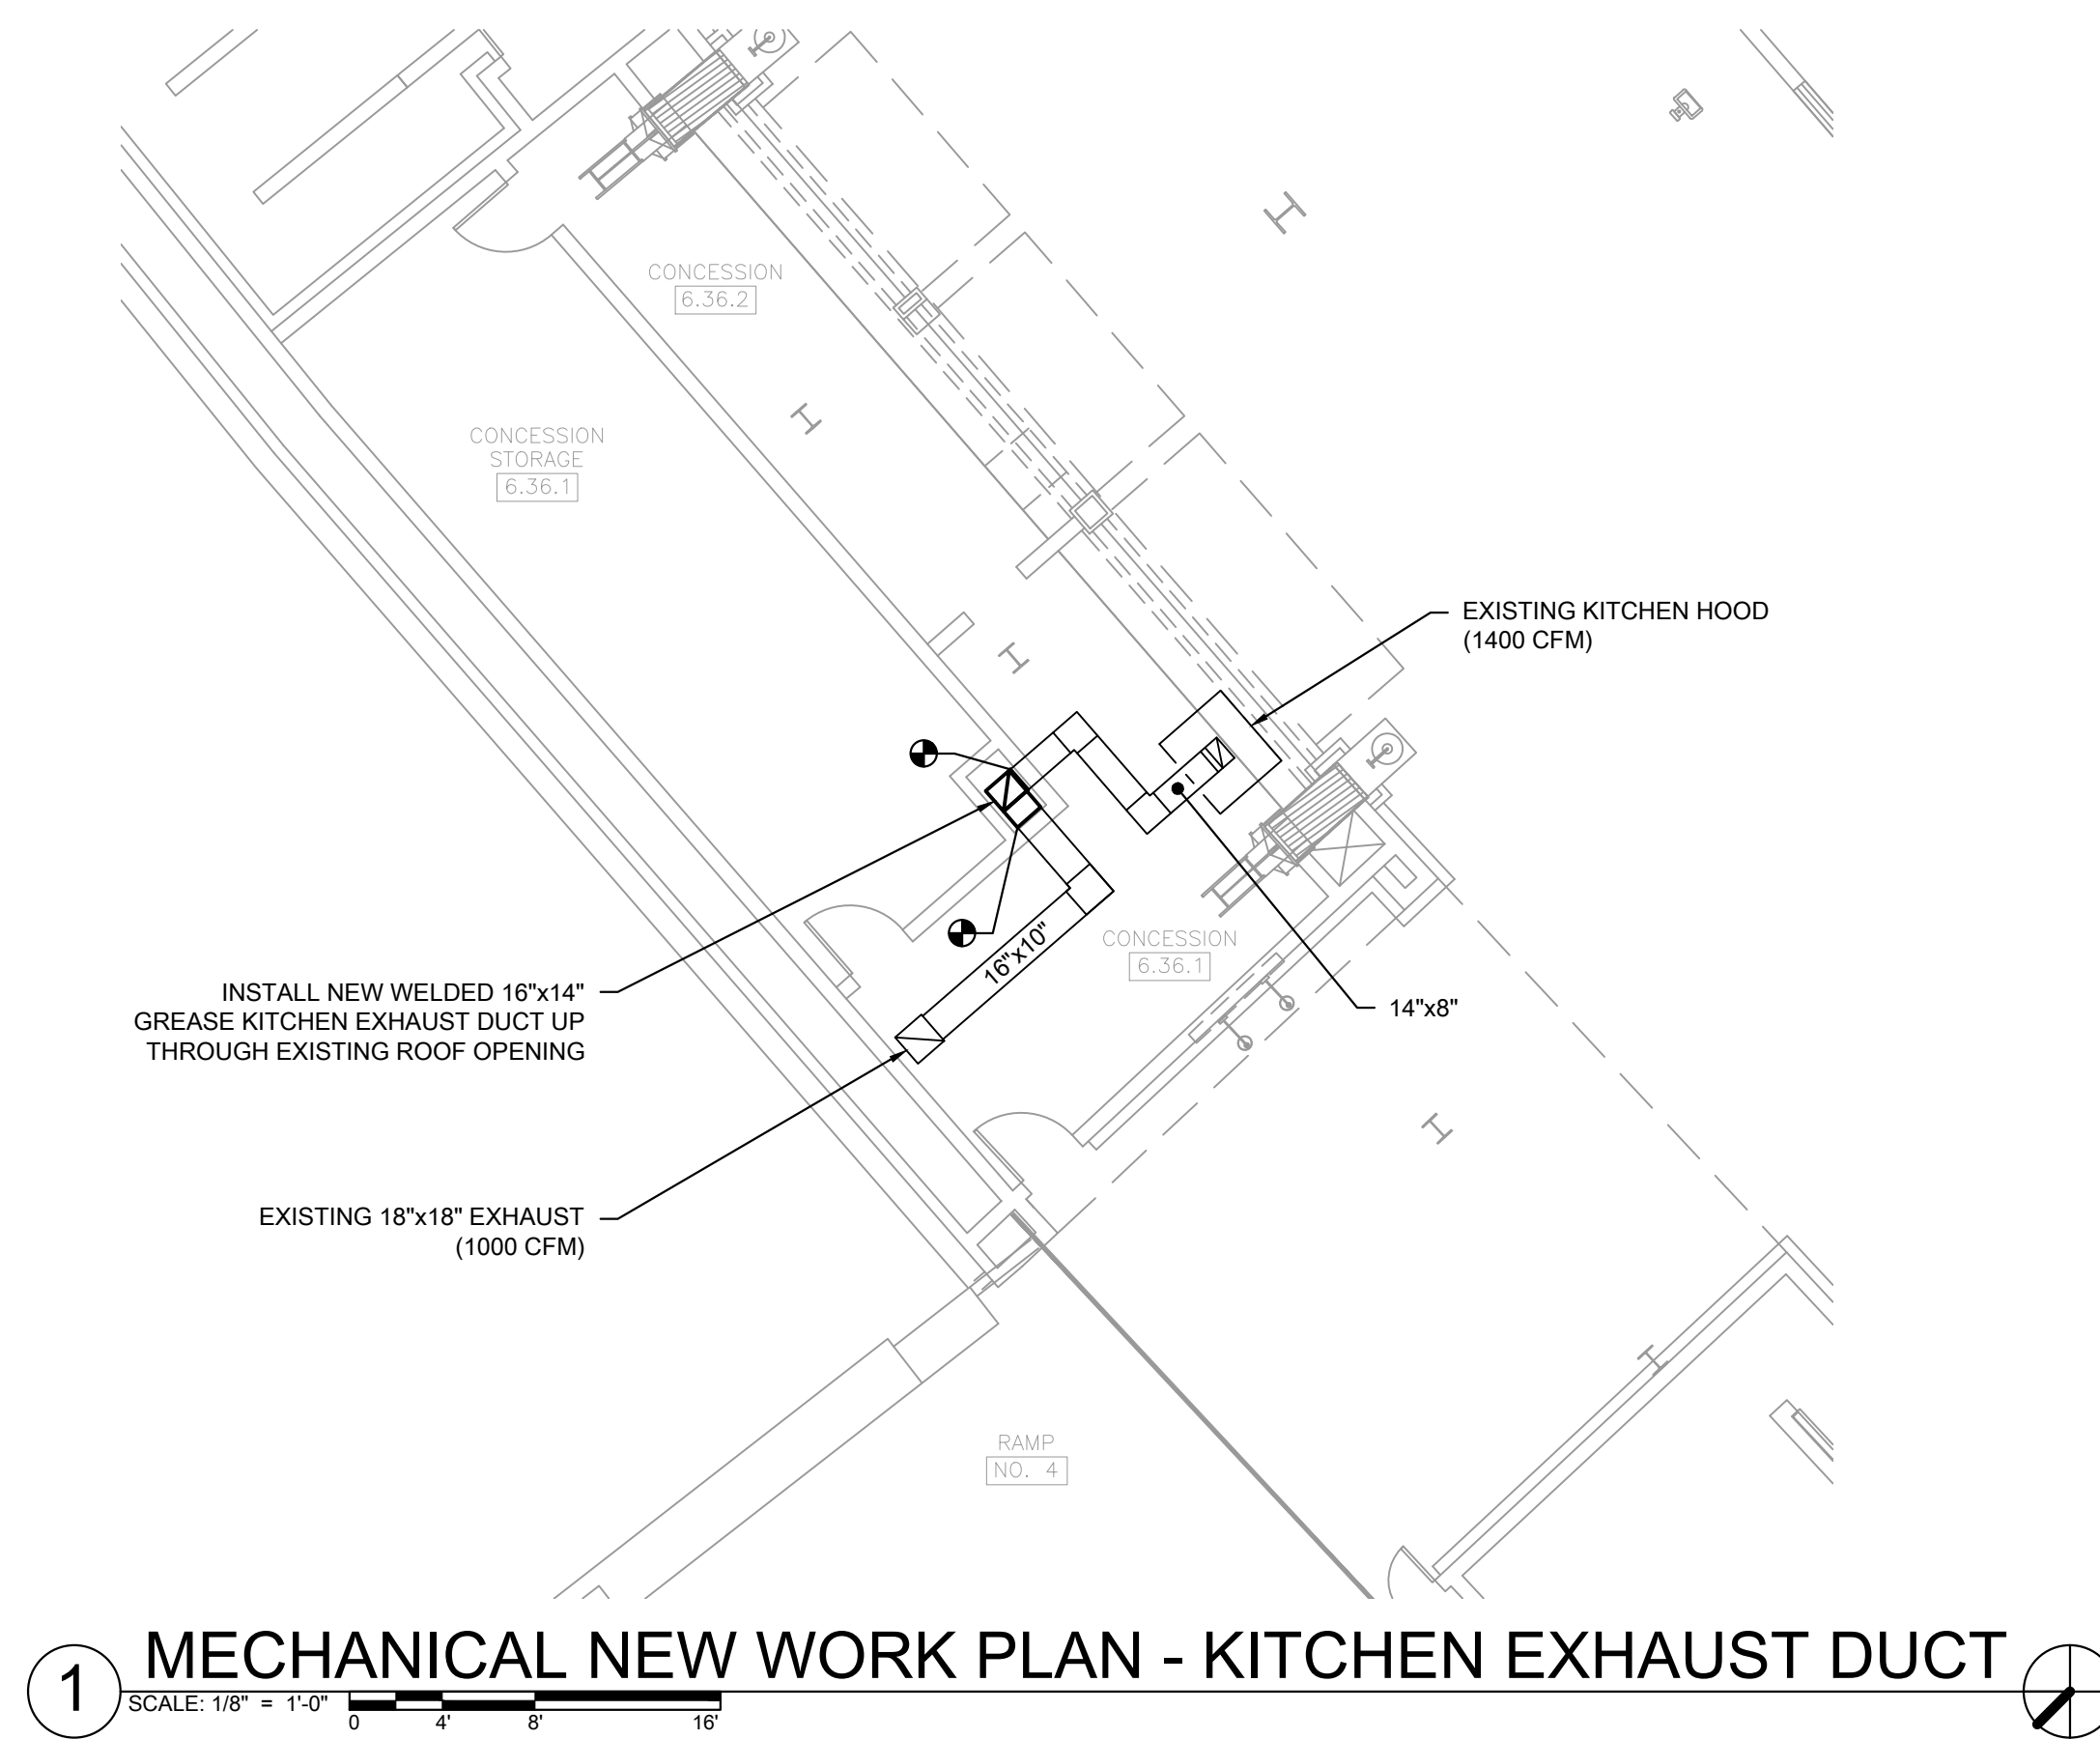 CONCESSION
6.36.2
CONCESSION
STORAGE
6.36.1
EXISTING KITCHEN HOOD
(1400 CFM)
16"x10"
CONCESSION
6.36.1
14"x8"
INSTALL NEW WELDED 16"x14"
GREASE KITCHEN EXHAUST DUCT UP
THROUGH EXISTING ROOF OPENING
EXISTING 18"x18" EXHAUST
(1000 CFM)
RAMP
NO. 4
1
MECHANICAL NEW WORK PLAN - KITCHEN EXHAUST DUCT
SCALE: 1/8" = 1'-0"
0 4' 8' 16'